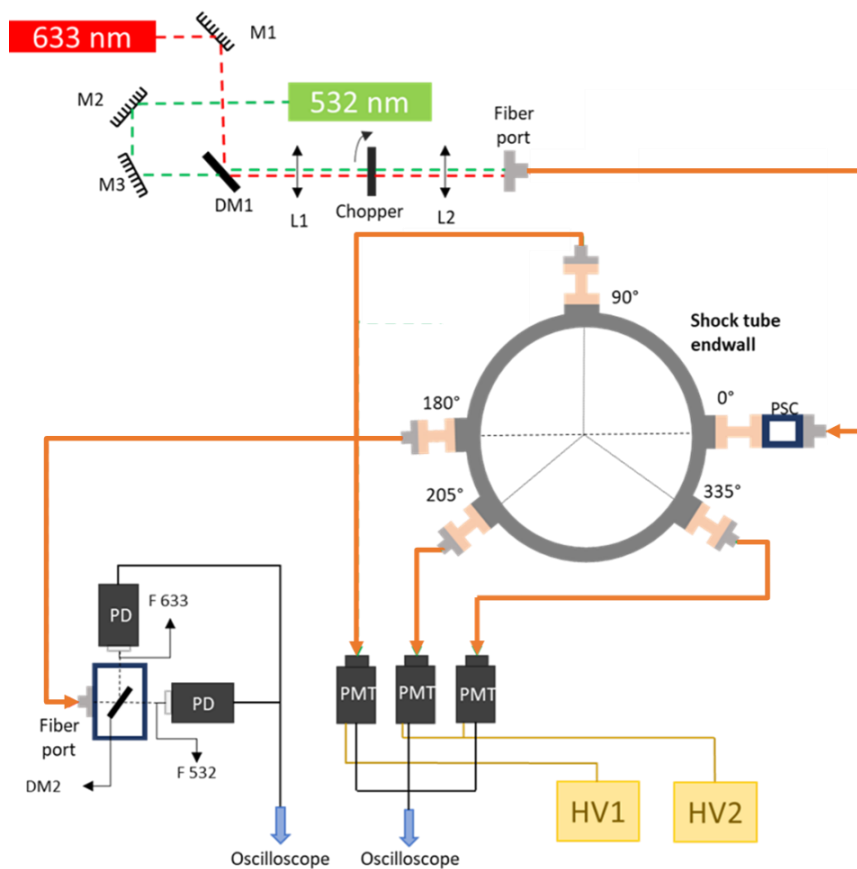 633 nm
M1
M2
532 nm
Fiber
port
M3
DM1
L1
Chopper
L2
90°
Shock tube
endwall
180°
0°
PSC
205°
335°
PD
F 633
PMT
PMT
PMT
PD
Fiber
port
F 532
DM2
HV1
HV2
Oscilloscope
Oscilloscope